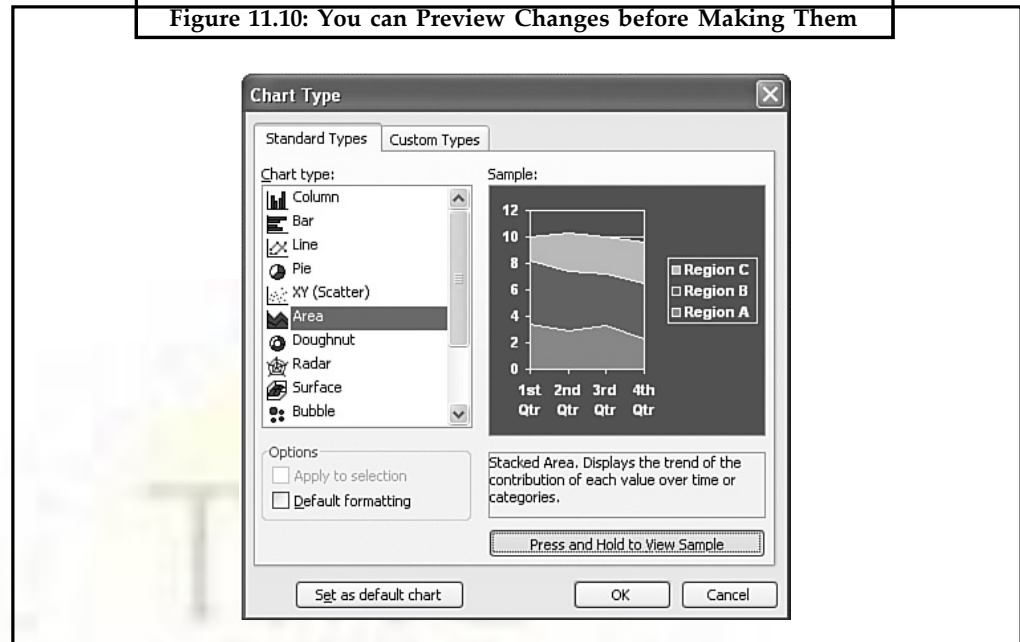 Figure 11.10: You can Preview Changes before Making Them
Chart Type
Standard Types
Custom Types
Chart type:
Column
Bar
Line
Pie
XY (Scatter)
Area
Doughnut
Radar
Surface
Bubble
Sample:
12
10
8
6
4
2
0
1st Qtr
2nd Qtr
3rd Qtr
4th Qtr
Region C
Region B
Region A
Options
Apply to selection
Default formatting
Stacked Area. Displays the trend of the
contribution of each value over time or
categories.
Press and Hold to View Sample
Set as default chart
OK
Cancel